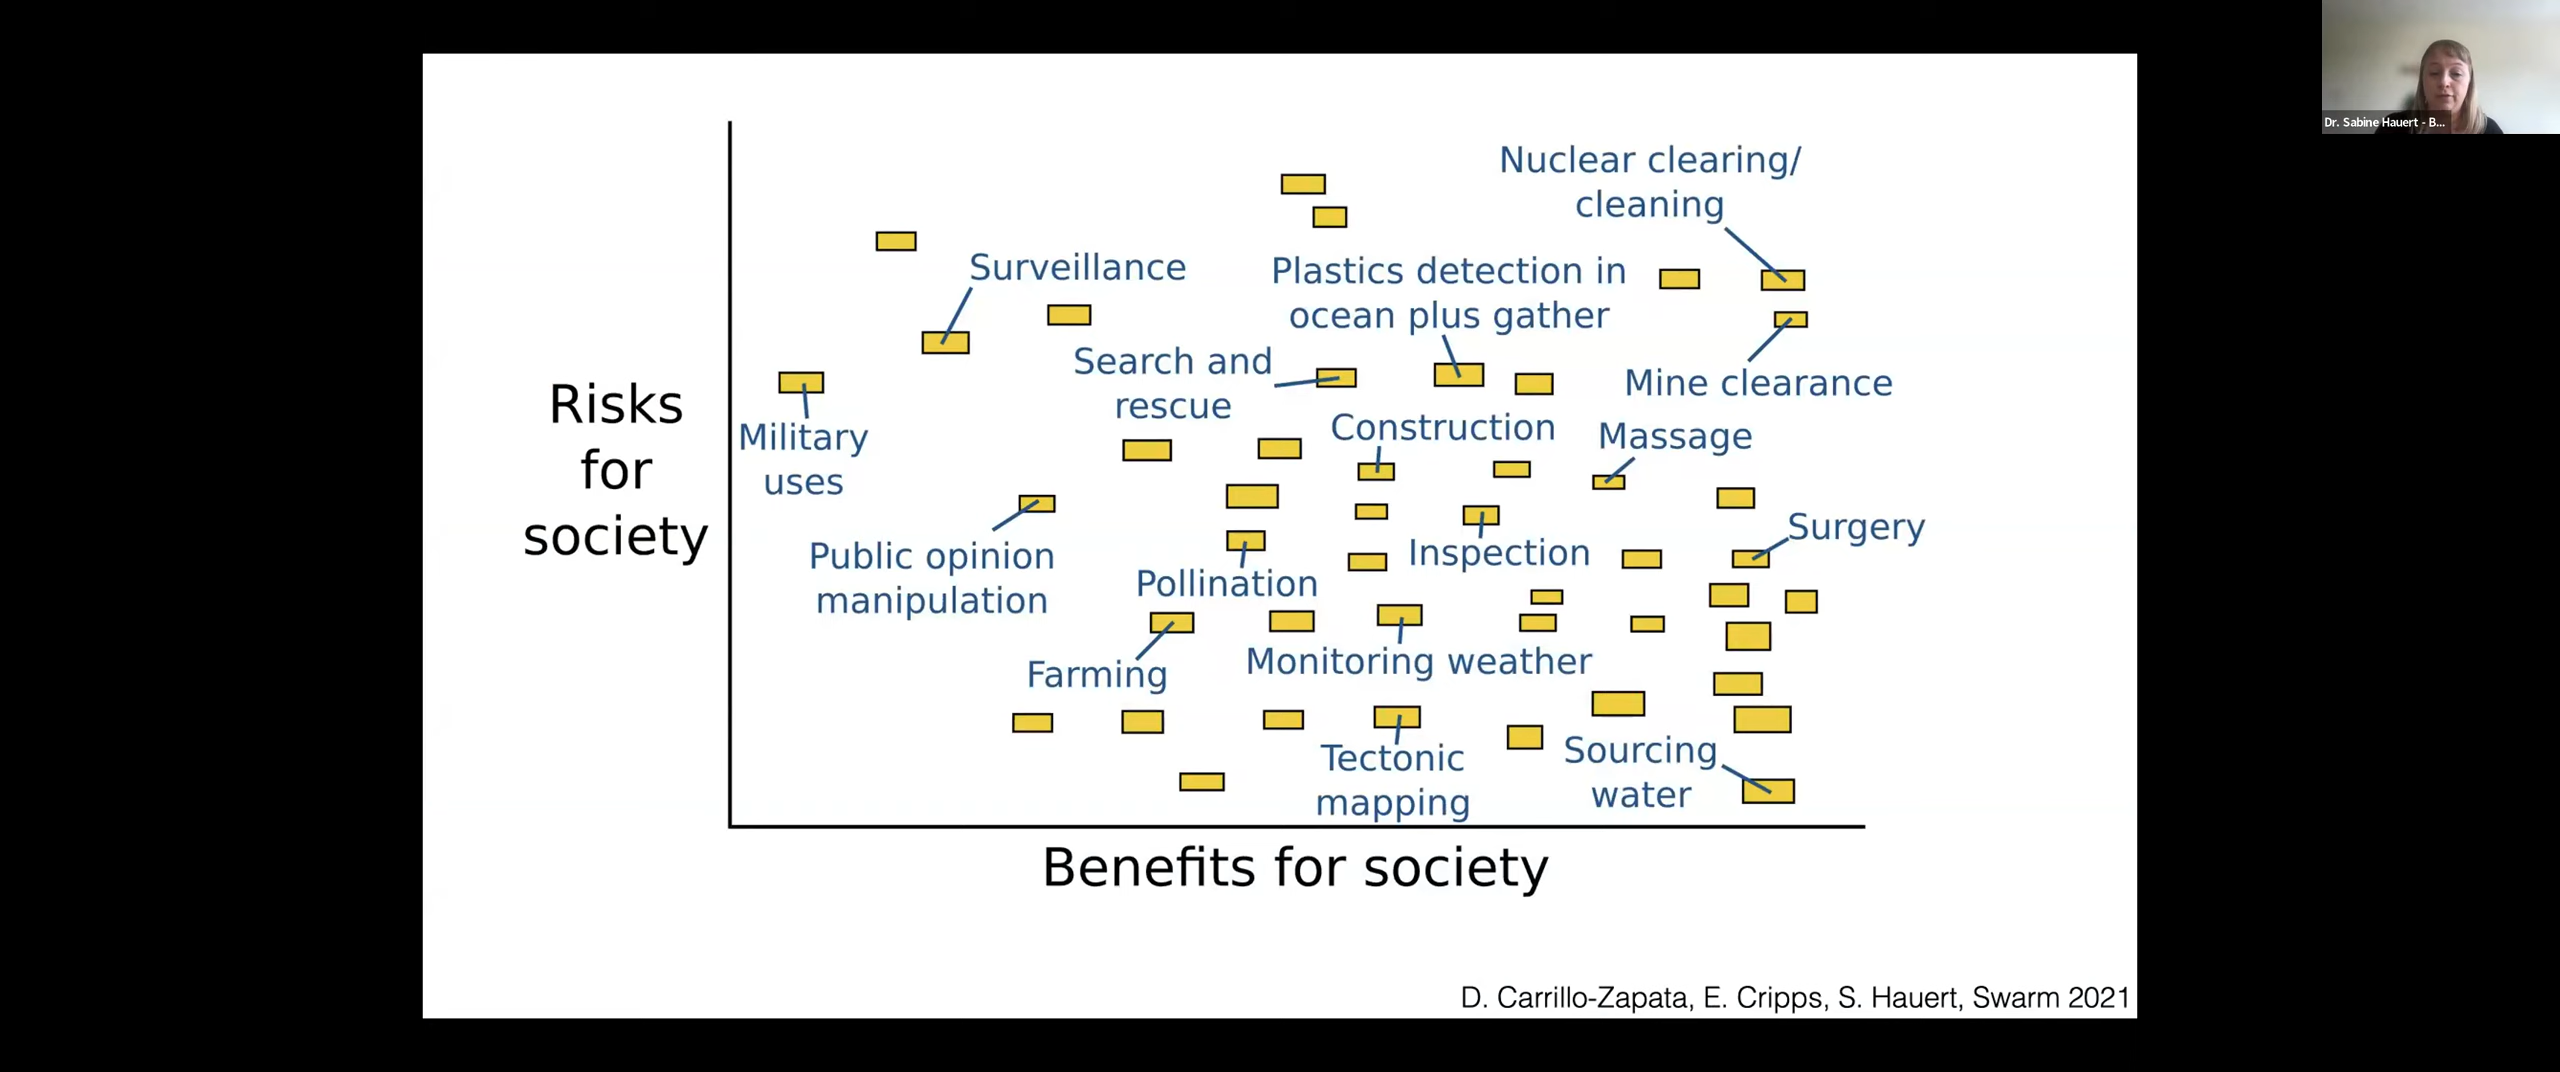 Dr. Sabine Hauert - B...
Nuclear clearing/
cleaning
Surveillance
Plastics detection in
ocean plus gather
Search and
rescue
Mine clearance
Risks
for
society
Military
uses
Construction
Massage
Public opinion
manipulation
Pollination
Inspection
Surgery
Farming
Monitoring weather
Tectonic
mapping
Sourcing
water
Benefits for society
D. Carrillo-Zapata, E. Cripps, S. Hauert, Swarm 2021